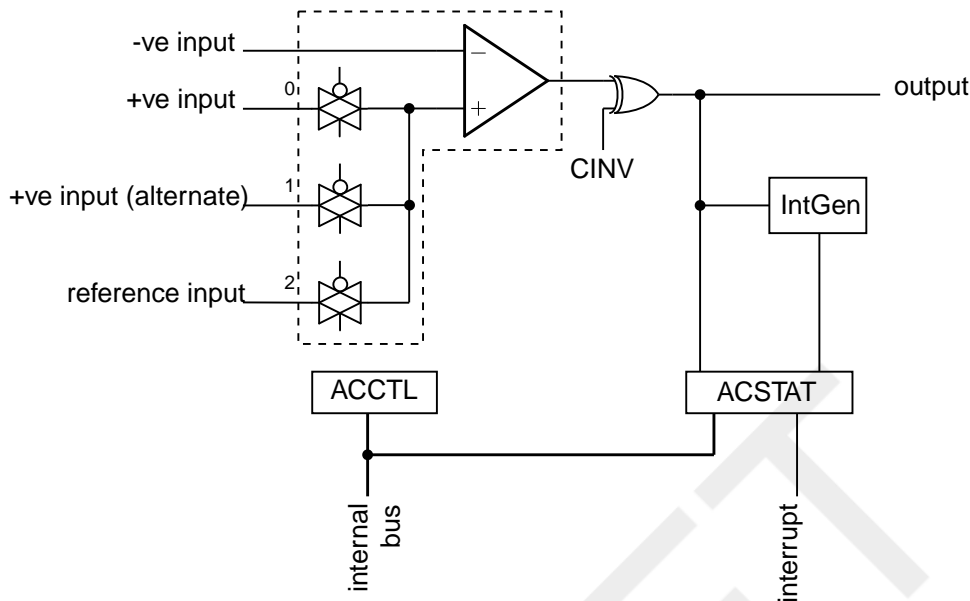 -ve input
+ve input
0
-
+
output
CINV
+ve input (alternate)
1
IntGen
reference input
2
ACCTL
ACSTAT
internal
bus
interrupt